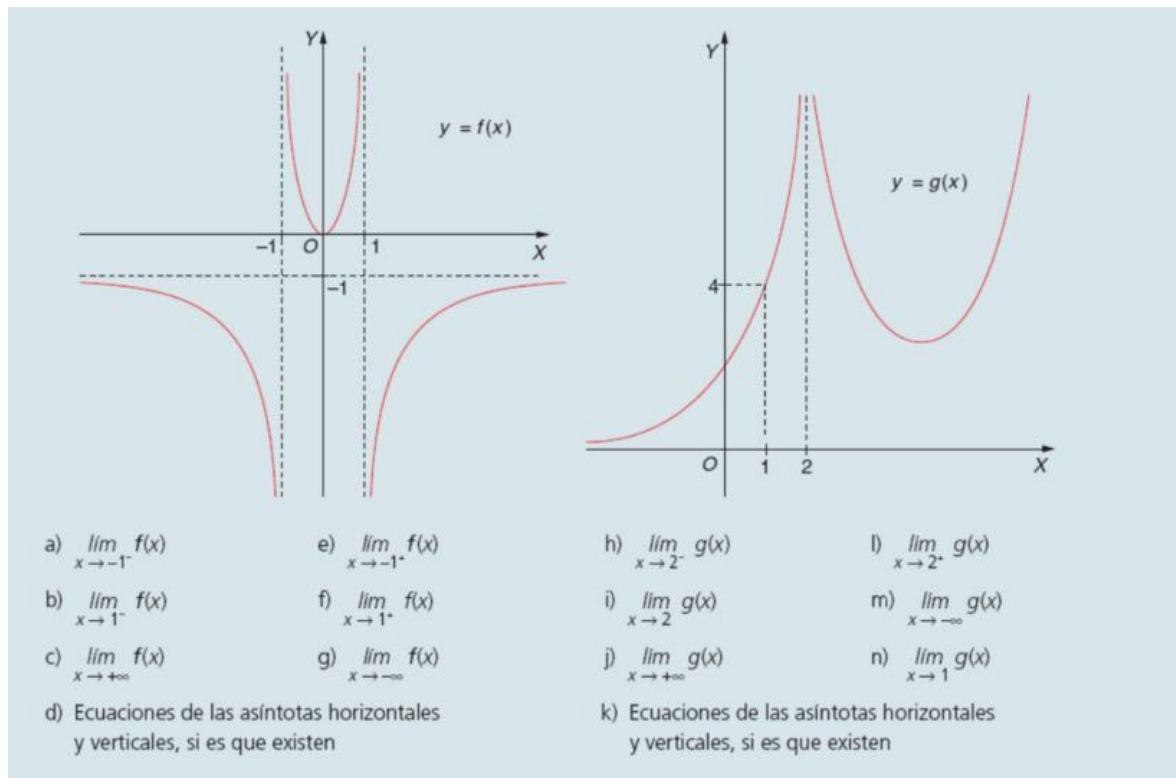 Y
y = f(x)
–1
O
1
X
–1
Y
y = g(x)
4
O
1
2
X
a) lím x → –1⁻ f(x)
e) lím x → –1⁺ f(x)
h) lím x → 2⁻ g(x)
l) lím x → 2⁺ g(x)
b) lím x → 1⁻ f(x)
f) lím x → 1⁺ f(x)
i) lím x → 2 g(x)
m) lím x → –∞ g(x)
c) lím x → +∞ f(x)
g) lím x → –∞ f(x)
j) lím x → +∞ g(x)
n) lím x → 1 g(x)
d) Ecuaciones de las asíntotas horizontales
y verticales, si es que existen
k) Ecuaciones de las asíntotas horizontales
y verticales, si es que existen